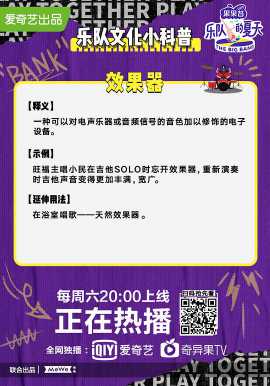 PLAY TOGETHER PLAY TOGETHER
爱奇艺出品
乐队文化小科普
乐队的夏天
THE BIG BAND
BAND
效果器
【释义】
一种可以对电声乐器或音频信号的音色加以修饰的电子
设备。
【示例】
旺福主唱小民在吉他SOLO时忘开效果器，重新演奏
时吉他声音变得更加丰满，宽广。
【延伸用法】
在浴室唱歌——天然效果器。
每周六20:00上线
正在热播
全网独播：iQIYI 爱奇艺 奇异果TV
联合出品 MeWe
PLAY TOGETHER